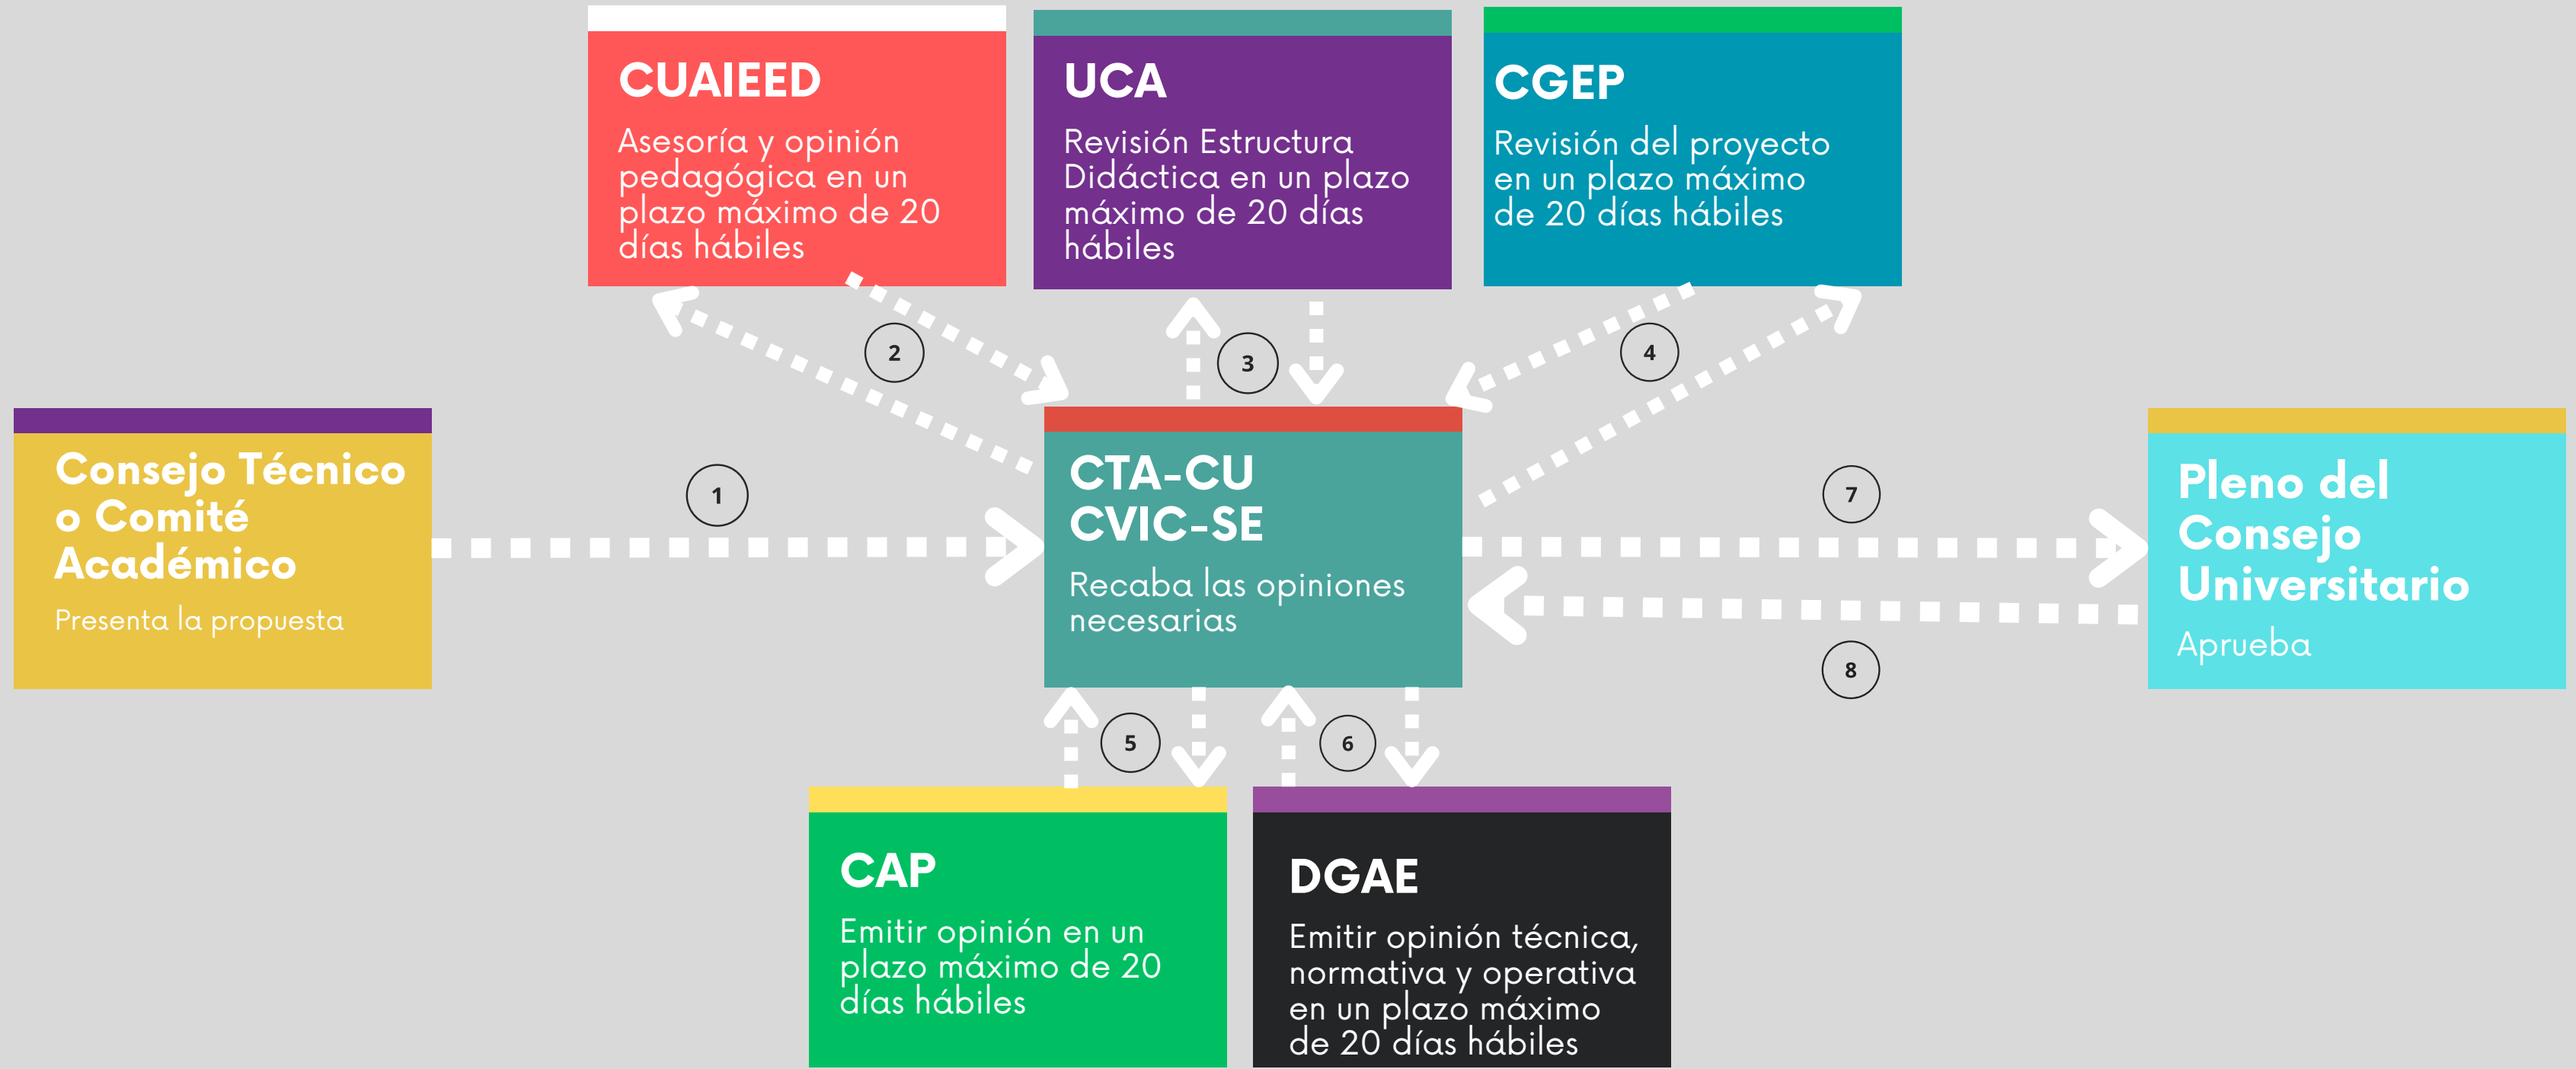 CUAIEED
Asesoría y opinión
pedagógica en un
plazo máximo de 20
días hábiles
UCA
Revisión Estructura
Didáctica en un plazo
máximo de 20 días
hábiles
CGEP
Revisión del proyecto
en un plazo máximo
de 20 días hábiles
2
3
4
Consejo Técnico
o Comité
Académico
Presenta la propuesta
1
CTA-CU
CVIC-SE
Recaba las opiniones
necesarias
7
8
Pleno del
Consejo
Universitario
Aprueba
5
6
CAP
Emitir opinión en un
plazo máximo de 20
días hábiles
DGAE
Emitir opinión técnica,
normativa y operativa
en un plazo máximo
de 20 días hábiles